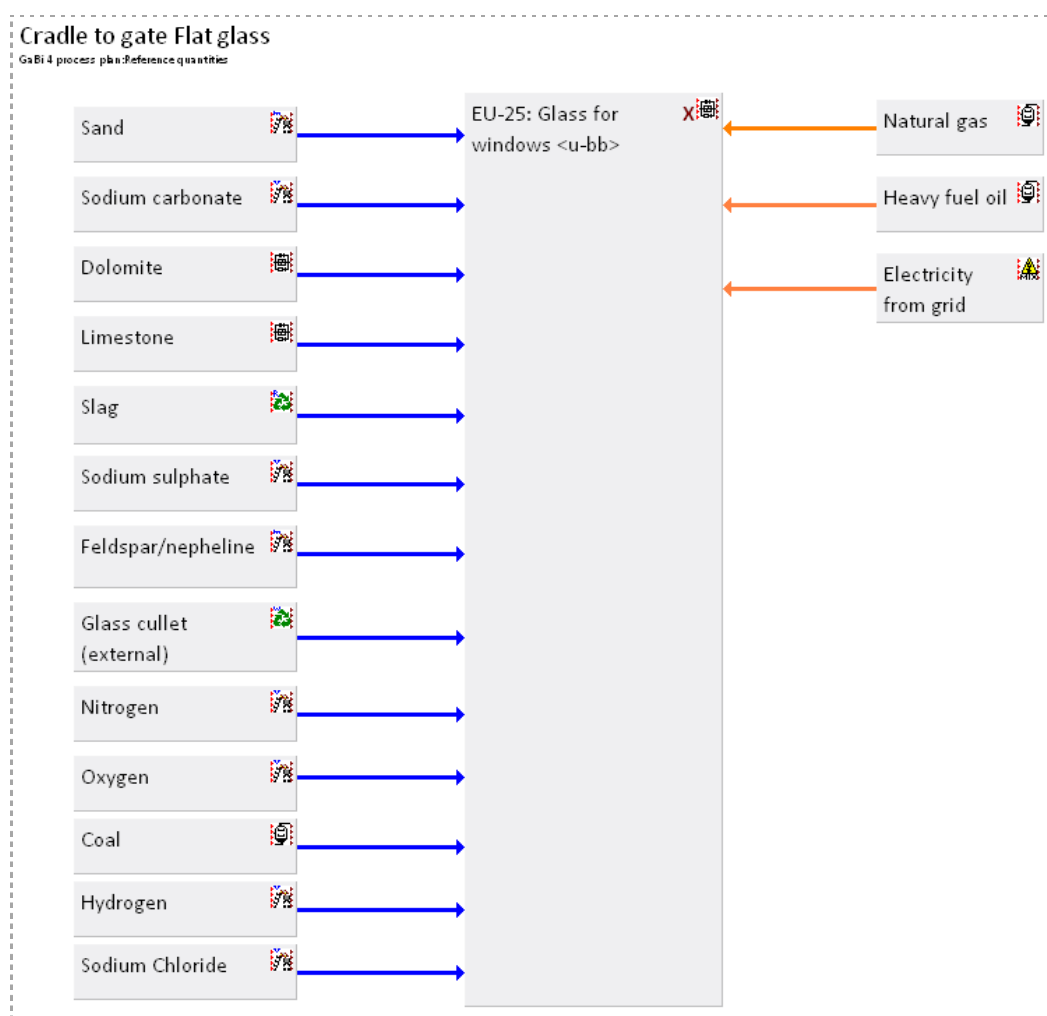 Cradle to gate Flat glass
GaBi 4 process plan:Reference quantities
Sand
Sodium carbonate
Dolomite
Limestone
Slag
Sodium sulphate
Feldspar/nepheline
Glass cullet
(external)
Nitrogen
Oxygen
Coal
Hydrogen
Sodium Chloride
EU-25: Glass for
windows <u-bb>
X
Natural gas
Heavy fuel oil
Electricity
from grid
MIX